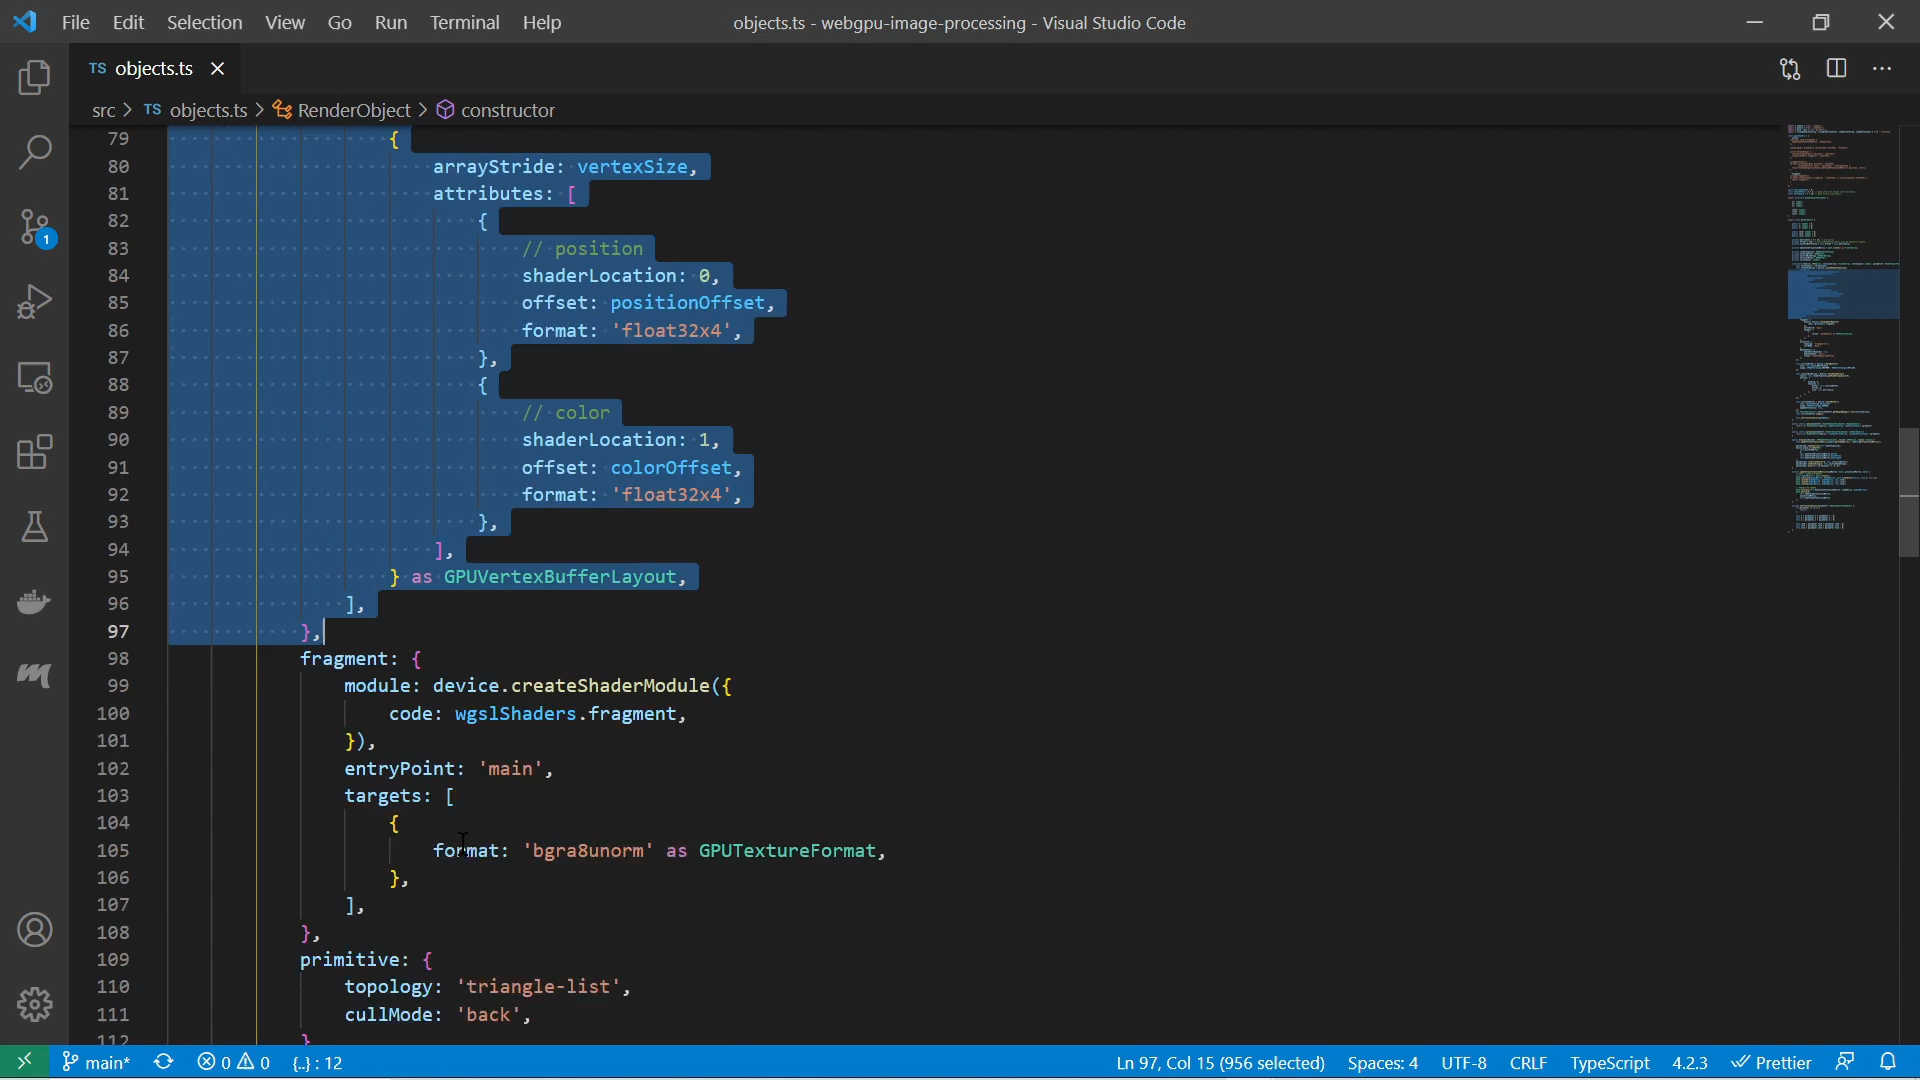 File Edit Selection View Go Run Terminal Help
objects.ts - webgpu-image-processing - Visual Studio Code
TS objects.ts
src > TS objects.ts > RenderObject > constructor
79 {
80 arrayStride: vertexSize,
81 attributes: [
82 {
83 // position
84 shaderLocation: 0,
85 offset: positionOffset,
86 format: 'float32x4',
87 },
88 {
89 // color
90 shaderLocation: 1,
91 offset: colorOffset,
92 format: 'float32x4',
93 },
94 ],
95 } as GPUVertexBufferLayout,
96 ],
97 },
98 fragment: {
99 module: device.createShaderModule({
100 code: wgslShaders.fragment,
101 }),
102 entryPoint: 'main',
103 targets: [
104 {
105 format: 'bgra8unorm' as GPUTextureFormat,
106 },
107 ],
108 },
109 primitive: {
110 topology: 'triangle-list',
111 cullMode: 'back',
112 }
1
main* 0 0 {..} : 12
Ln 97, Col 15 (956 selected) Spaces: 4 UTF-8 CRLF TypeScript 4.2.3 Prettier